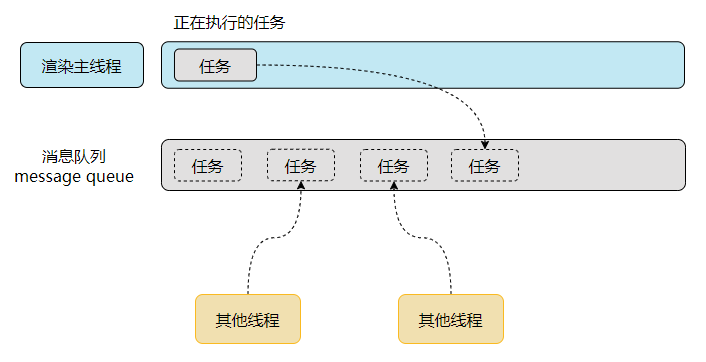 正在执行的任务
渲染主线程
任务
消息队列
message queue
任务
任务
任务
任务
其他线程
其他线程